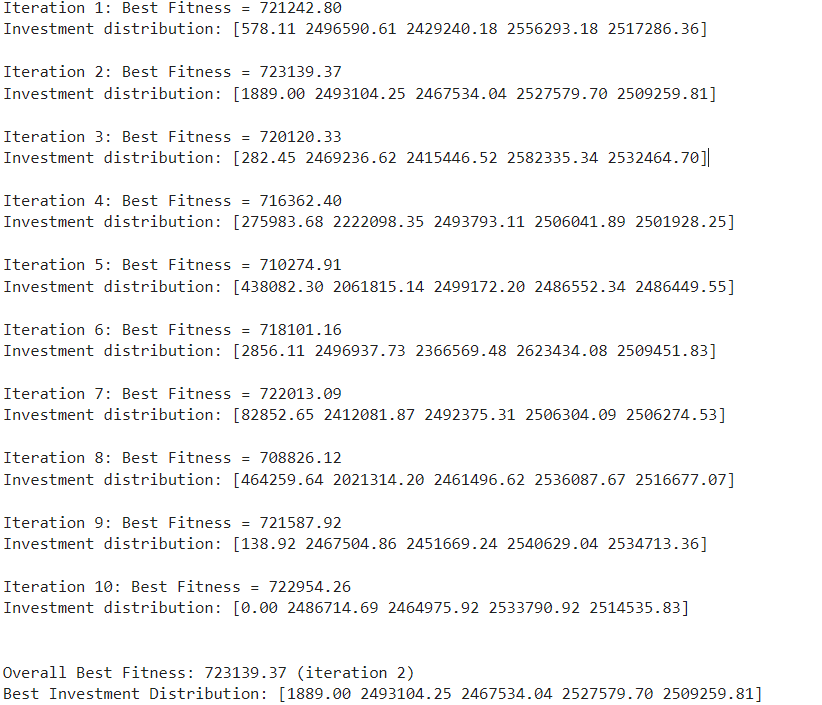 Iteration 1: Best Fitness = 721242.80
Investment distribution: [578.11 2496590.61 2429240.18 2556293.18 2517286.36]
Iteration 2: Best Fitness = 723139.37
Investment distribution: [1889.00 2493104.25 2467534.04 2527579.70 2509259.81]
Iteration 3: Best Fitness = 720120.33
Investment distribution: [282.45 2469236.62 2415446.52 2582335.34 2532464.70]
Iteration 4: Best Fitness = 716362.40
Investment distribution: [275983.68 2222098.35 2493793.11 2506041.89 2501928.25]
Iteration 5: Best Fitness = 710274.91
Investment distribution: [438082.30 2061815.14 2499172.20 2486552.34 2486449.55]
Iteration 6: Best Fitness = 718101.16
Investment distribution: [2856.11 2496937.73 2366569.48 2623434.08 2509451.83]
Iteration 7: Best Fitness = 722013.09
Investment distribution: [82852.65 2412081.87 2492375.31 2506304.09 2506274.53]
Iteration 8: Best Fitness = 708826.12
Investment distribution: [464259.64 2021314.20 2461496.62 2536087.67 2516677.07]
Iteration 9: Best Fitness = 721587.92
Investment distribution: [138.92 2467504.86 2451669.24 2540629.04 2534713.36]
Iteration 10: Best Fitness = 722954.26
Investment distribution: [0.00 2486714.69 2464975.92 2533790.92 2514535.83]
Overall Best Fitness: 723139.37 (iteration 2)
Best Investment Distribution: [1889.00 2493104.25 2467534.04 2527579.70 2509259.81]